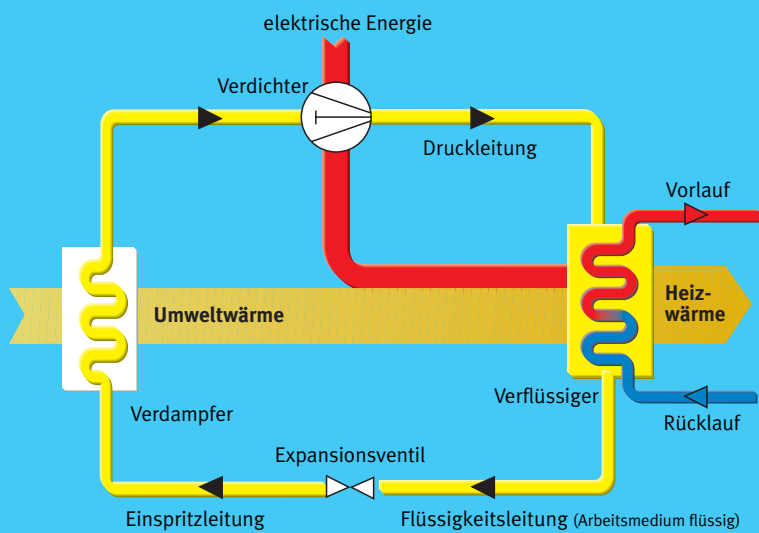 elektrische Energie
Verdichter
Druckleitung
Vorlauf
Umweltwärme
Heiz-
wärme
Verdampfer
Verflüssiger
Rücklauf
Expansionsventil
Einspritzleitung
Flüssigkeitsleitung (Arbeitsmedium flüssig)